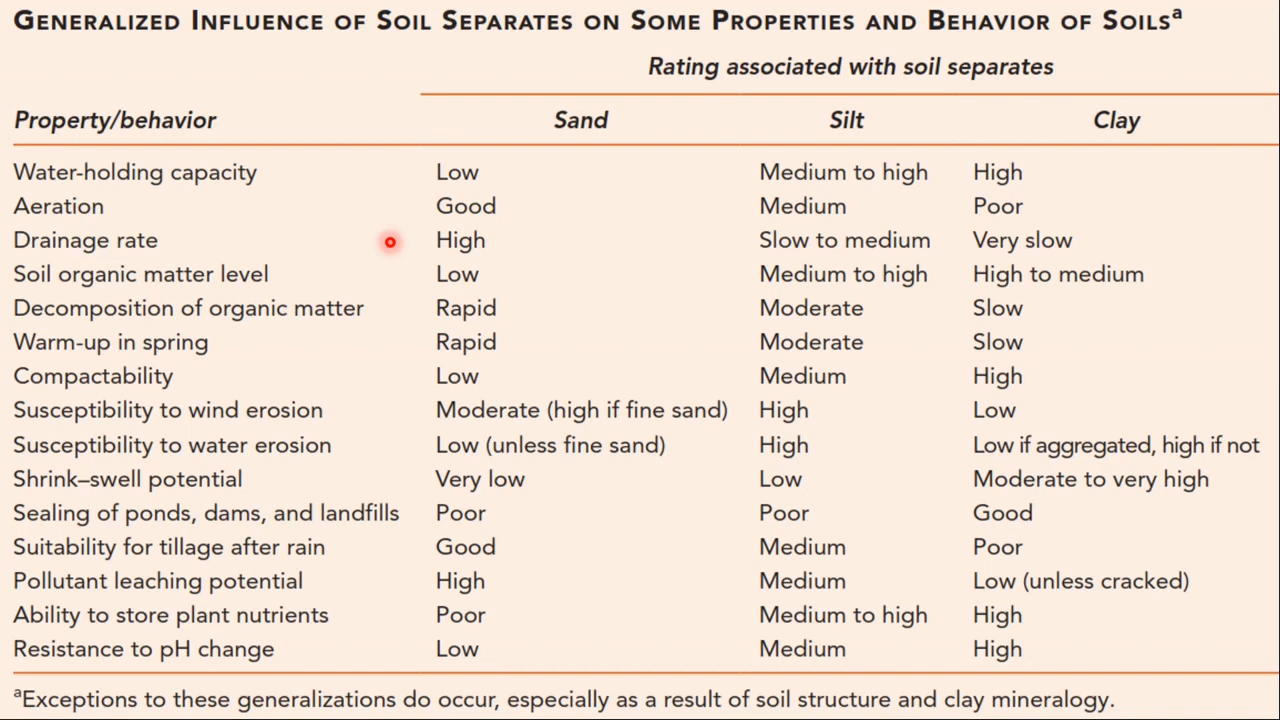 Generalized Influence of Soil Separates on Some Properties and Behavior of Soilsᵃ
Rating associated with soil separates
Property/behavior Sand Silt Clay
Water-holding capacity Low Medium to high High
Aeration Good Medium Poor
Drainage rate High Slow to medium Very slow
Soil organic matter level Low Medium to high High to medium
Decomposition of organic matter Rapid Moderate Slow
Warm-up in spring Rapid Moderate Slow
Compactability Low Medium High
Susceptibility to wind erosion Moderate (high if fine sand) High Low
Susceptibility to water erosion Low (unless fine sand) High Low if aggregated, high if not
Shrink–swell potential Very low Low Moderate to very high
Sealing of ponds, dams, and landfills Poor Poor Good
Suitability for tillage after rain Good Medium Poor
Pollutant leaching potential High Medium Low (unless cracked)
Ability to store plant nutrients Poor Medium to high High
Resistance to pH change Low Medium High
ᵃExceptions to these generalizations do occur, especially as a result of soil structure and clay mineralogy.